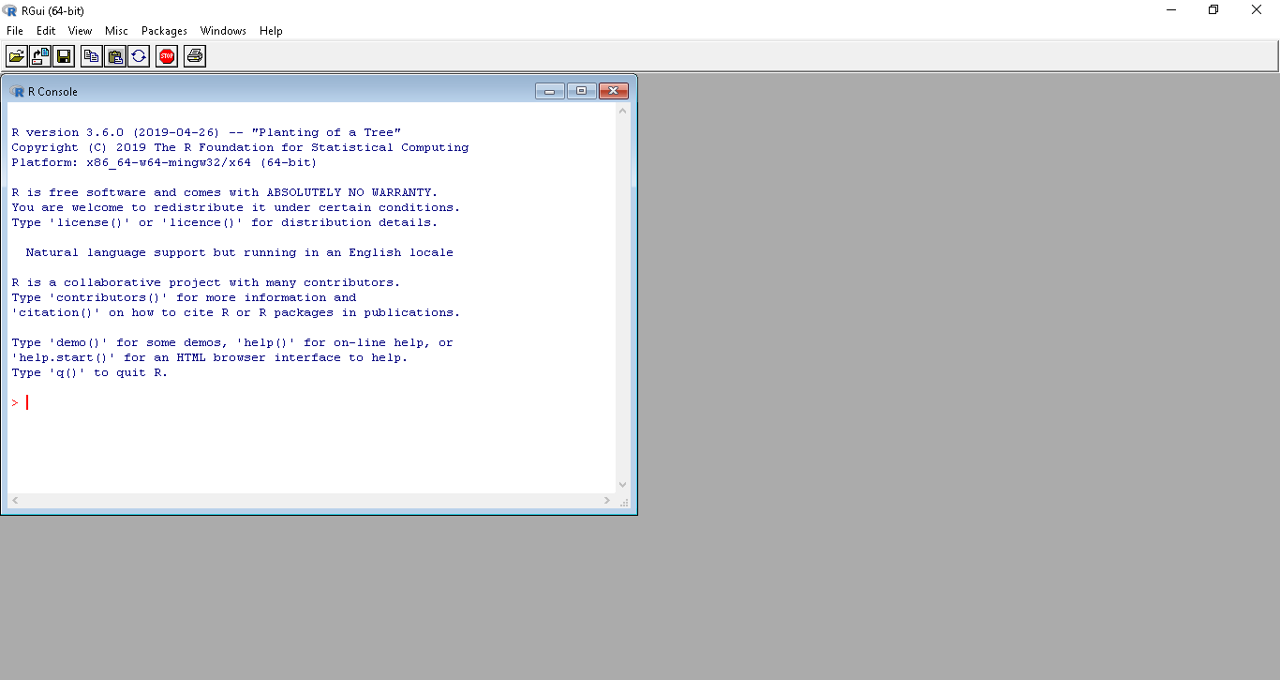 RGui (64-bit)
File Edit View Misc Packages Windows Help
STOP
R Console
R version 3.6.0 (2019-04-26) -- "Planting of a Tree"
Copyright (C) 2019 The R Foundation for Statistical Computing
Platform: x86_64-w64-mingw32/x64 (64-bit)
R is free software and comes with ABSOLUTELY NO WARRANTY.
You are welcome to redistribute it under certain conditions.
Type 'license()' or 'licence()' for distribution details.
Natural language support but running in an English locale
R is a collaborative project with many contributors.
Type 'contributors()' for more information and
'citation()' on how to cite R or R packages in publications.
Type 'demo()' for some demos, 'help()' for on-line help, or
'help.start()' for an HTML browser interface to help.
Type 'q()' to quit R.
>